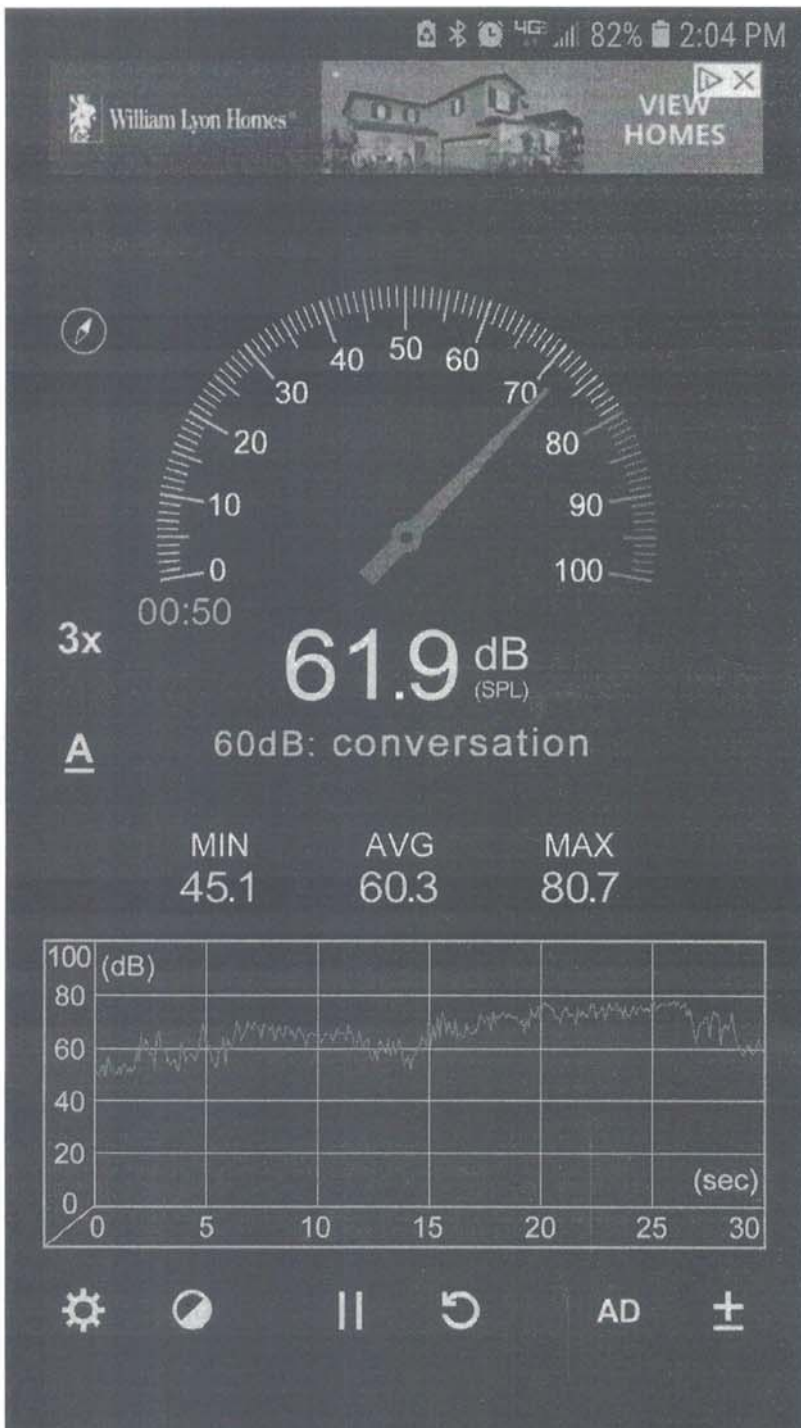 4G 82% 2:04 PM
William Lyon Homes
VIEW
HOMES
50
40 60
30 70
20 80
10 90
0 100
00:50
3x
61.9 dB
(SPL)
A
60dB: conversation
MIN AVG MAX
45.1 60.3 80.7
100 (dB)
80
60
40
20
(sec)
0
0 5 10 15 20 25 30
AD